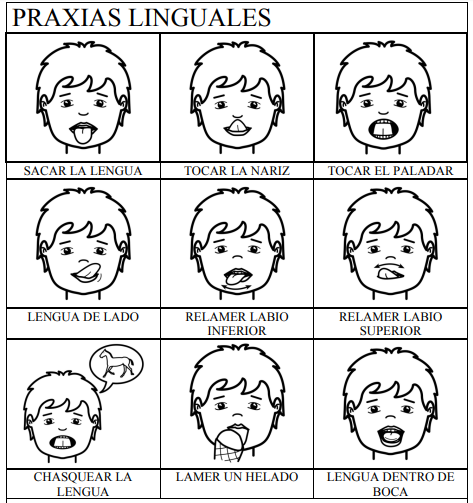 PRAXIAS LINGUALES
SACAR LA LENGUA
TOCAR LA NARIZ
TOCAR EL PALADAR
LENGUA DE LADO
RELAMER LABIO
INFERIOR
RELAMER LABIO
SUPERIOR
CHASQUEAR LA
LENGUA
LAMER UN HELADO
LENGUA DENTRO DE
BOCA